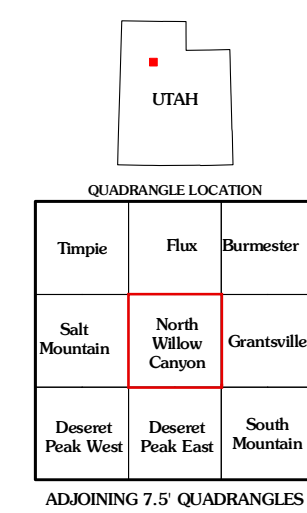 UTAH
QUADRANGLE LOCATION
Timpie
Flux
Burmester
Salt
Mountain
North
Willow
Canyon
Grantsville
Deseret
Peak West
Deseret
Peak East
South
Mountain
ADJOINING 7.5' QUADRANGLES